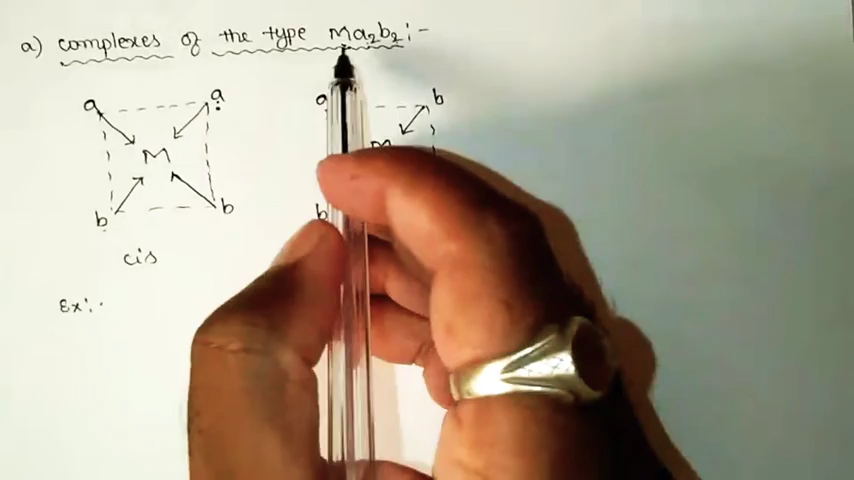 a) complexes of the type Ma₂b₂ :-
a a a b
M M
b b b
cis
Ex:-